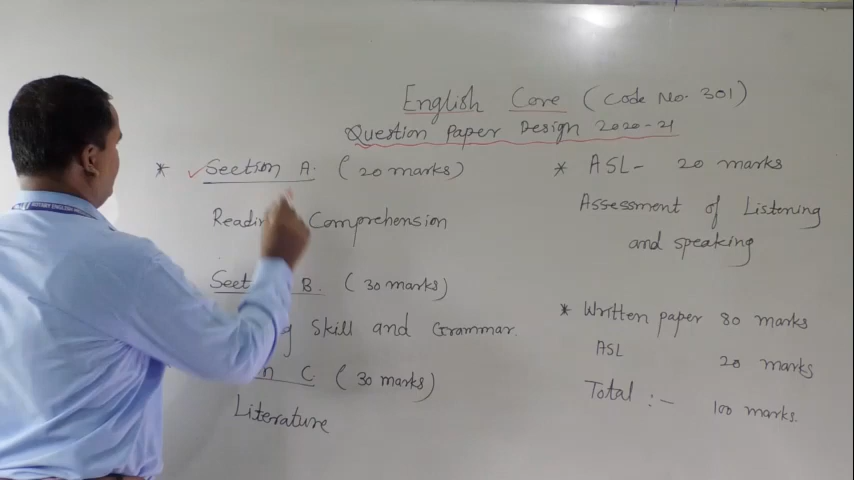 English Core (Code No. 301)
Question Paper Design 2020-21
* ✓ Section A. (20 marks)
Reading Comprehension
Section B. (30 marks)
Skill and Grammar.
C. (30 marks)
Literature
* ASL- 20 marks
Assessment of Listening
and speaking
* Written paper 80 marks
ASL 20 marks
Total :- 100 marks.